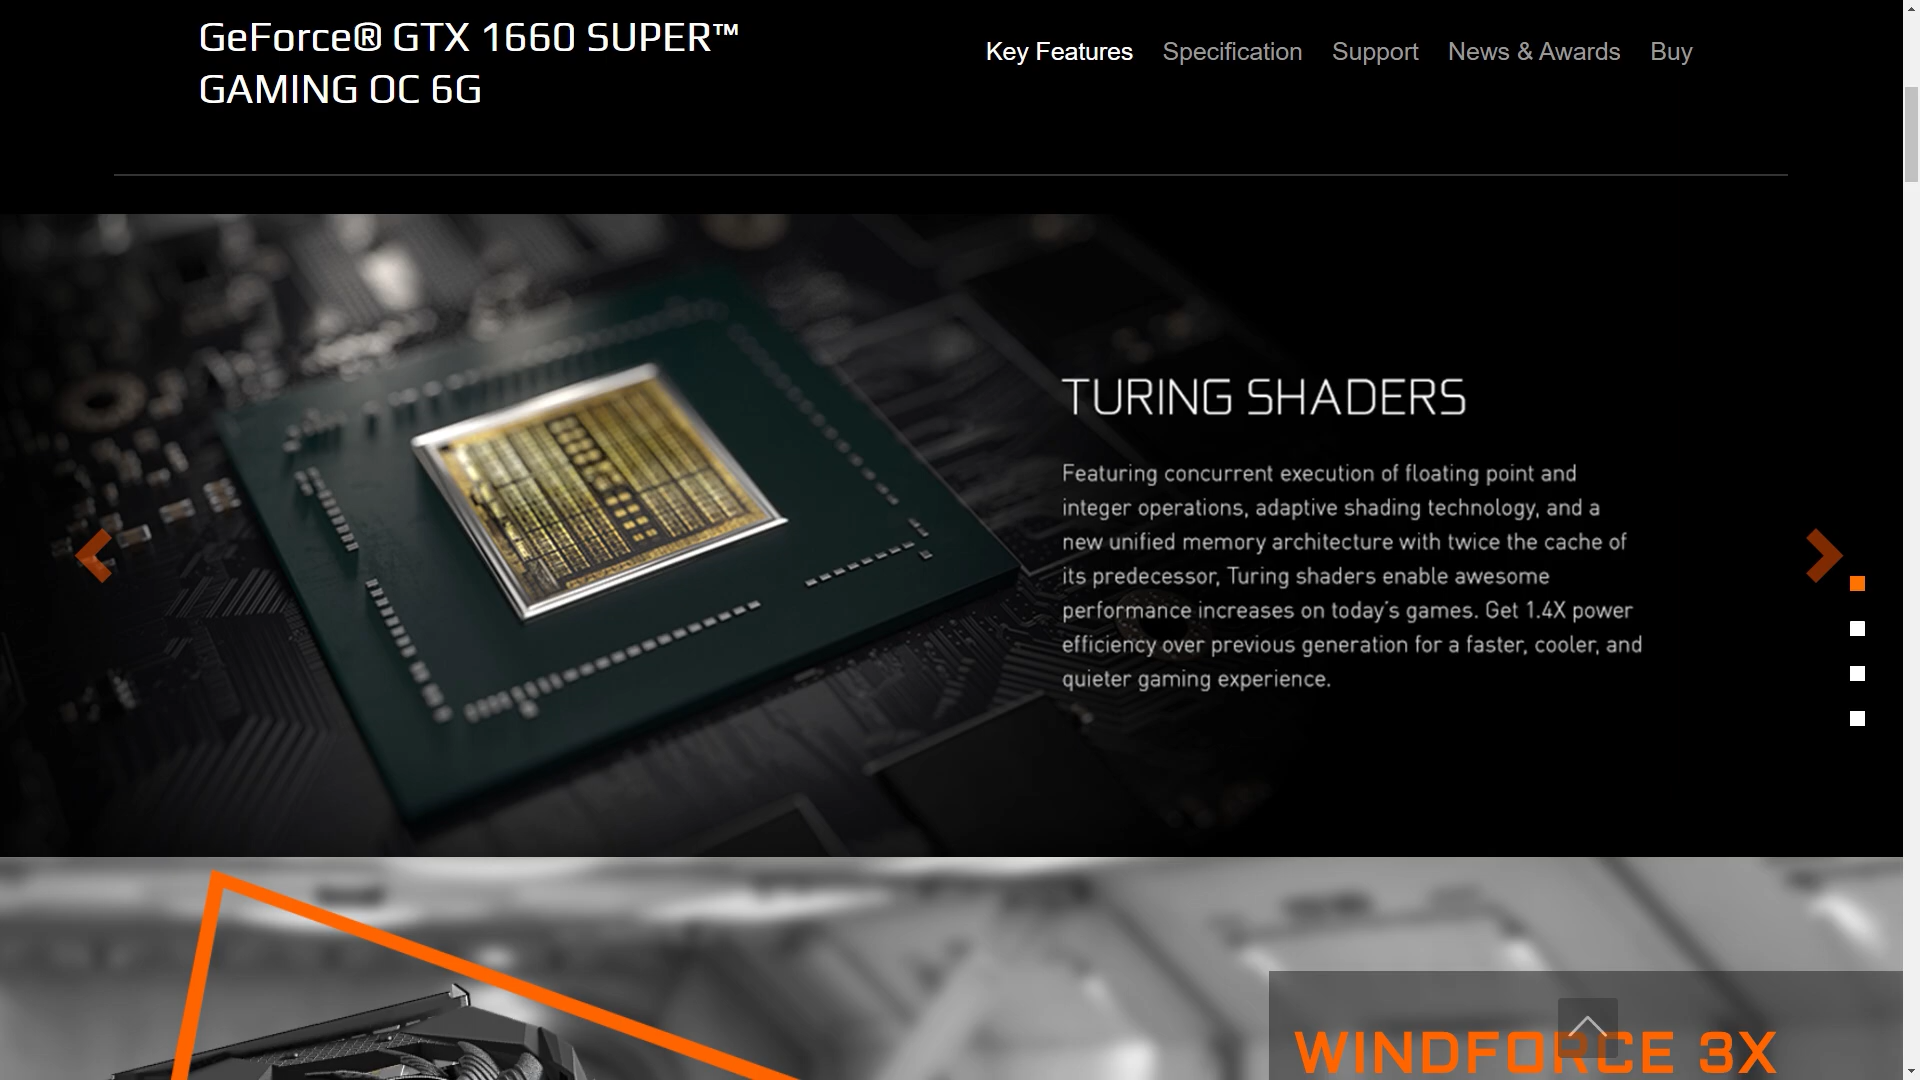 GeForce® GTX 1660 SUPER™
GAMING OC 6G
Key Features Specification Support News & Awards Buy
TURING SHADERS
Featuring concurrent execution of floating point and
integer operations, adaptive shading technology, and a
new unified memory architecture with twice the cache of
its predecessor, Turing shaders enable awesome
performance increases on today's games. Get 1.4X power
efficiency over previous generation for a faster, cooler, and
quieter gaming experience.
WINDFORCE 3X